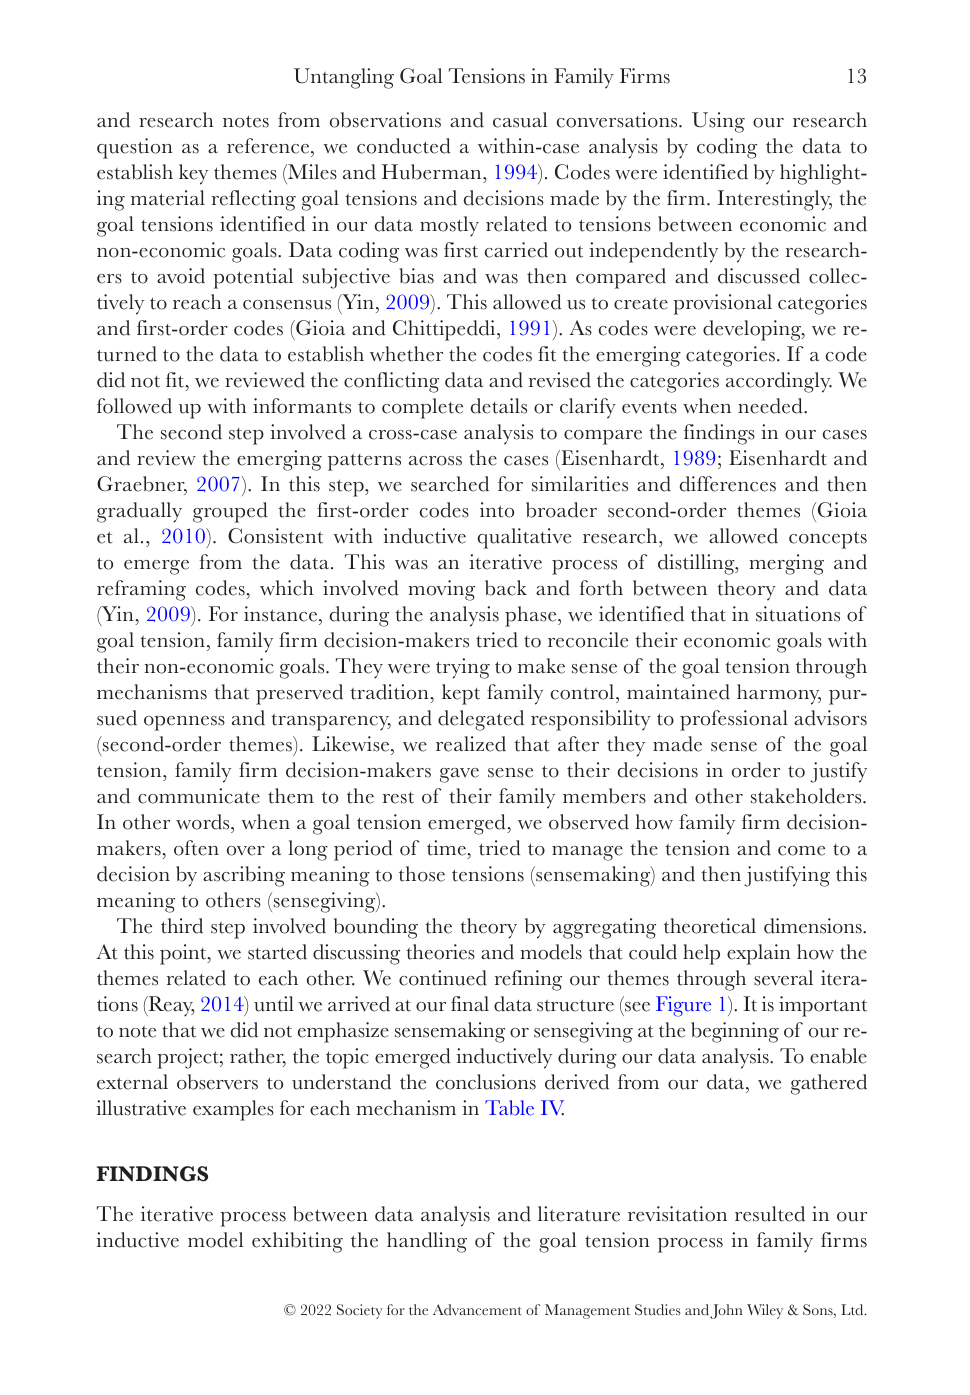 Untangling Goal Tensions in Family Firms 13
and research notes from observations and casual conversations. Using our research
question as a reference, we conducted a within-case analysis by coding the data to
establish key themes (Miles and Huberman, 1994). Codes were identified by highlight-
ing material reflecting goal tensions and decisions made by the firm. Interestingly, the
goal tensions identified in our data mostly related to tensions between economic and
non-economic goals. Data coding was first carried out independently by the research-
ers to avoid potential subjective bias and was then compared and discussed collec-
tively to reach a consensus (Yin, 2009). This allowed us to create provisional categories
and first-order codes (Gioia and Chittipeddi, 1991). As codes were developing, we re-
turned to the data to establish whether the codes fit the emerging categories. If a code
did not fit, we reviewed the conflicting data and revised the categories accordingly. We
followed up with informants to complete details or clarify events when needed.
The second step involved a cross-case analysis to compare the findings in our cases
and review the emerging patterns across the cases (Eisenhardt, 1989; Eisenhardt and
Graebner, 2007). In this step, we searched for similarities and differences and then
gradually grouped the first-order codes into broader second-order themes (Gioia
et al., 2010). Consistent with inductive qualitative research, we allowed concepts
to emerge from the data. This was an iterative process of distilling, merging and
reframing codes, which involved moving back and forth between theory and data
(Yin, 2009). For instance, during the analysis phase, we identified that in situations of
goal tension, family firm decision-makers tried to reconcile their economic goals with
their non-economic goals. They were trying to make sense of the goal tension through
mechanisms that preserved tradition, kept family control, maintained harmony, pur-
sued openness and transparency, and delegated responsibility to professional advisors
(second-order themes). Likewise, we realized that after they made sense of the goal
tension, family firm decision-makers gave sense to their decisions in order to justify
and communicate them to the rest of their family members and other stakeholders.
In other words, when a goal tension emerged, we observed how family firm decision-
makers, often over a long period of time, tried to manage the tension and come to a
decision by ascribing meaning to those tensions (sensemaking) and then justifying this
meaning to others (sensegiving).
The third step involved bounding the theory by aggregating theoretical dimensions.
At this point, we started discussing theories and models that could help explain how the
themes related to each other. We continued refining our themes through several itera-
tions (Reay, 2014) until we arrived at our final data structure (see Figure 1). It is important
to note that we did not emphasize sensemaking or sensegiving at the beginning of our re-
search project; rather, the topic emerged inductively during our data analysis. To enable
external observers to understand the conclusions derived from our data, we gathered
illustrative examples for each mechanism in Table IV.
FINDINGS
The iterative process between data analysis and literature revisitation resulted in our
inductive model exhibiting the handling of the goal tension process in family firms
© 2022 Society for the Advancement of Management Studies and John Wiley & Sons, Ltd.